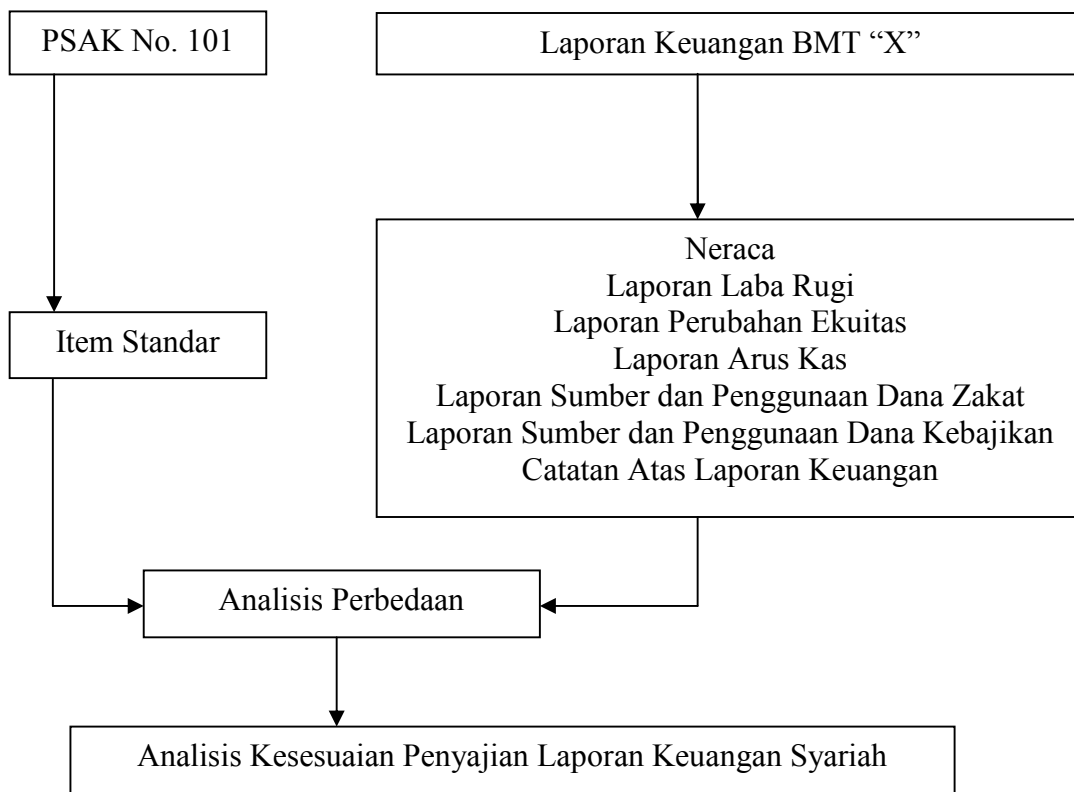 PSAK No. 101
Laporan Keuangan BMT “X”
Neraca
Laporan Laba Rugi
Laporan Perubahan Ekuitas
Laporan Arus Kas
Laporan Sumber dan Penggunaan Dana Zakat
Laporan Sumber dan Penggunaan Dana Kebajikan
Catatan Atas Laporan Keuangan
Item Standar
Analisis Perbedaan
Analisis Kesesuaian Penyajian Laporan Keuangan Syariah